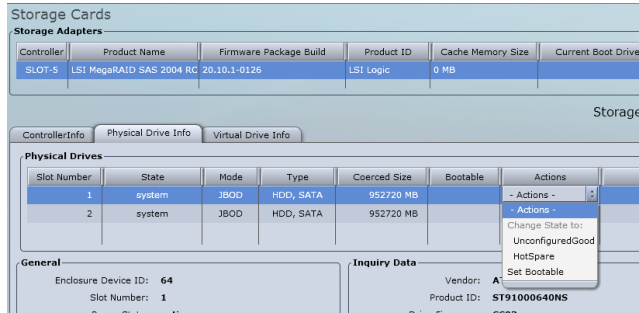 Storage Cards
Storage Adapters
Controller Product Name Firmware Package Build Product ID Cache Memory Size Current Boot Drive
SLOT-5 LSI MegaRAID SAS 2004 RO 20.10.1-0126 LSI Logic 0 MB
Storage
ControllerInfo Physical Drive Info Virtual Drive Info
Physical Drives
Slot Number State Mode Type Coerced Size Bootable Actions
1 system JBOD HDD, SATA 952720 MB - Actions -
2 system JBOD HDD, SATA 952720 MB - Actions -
Change State to:
UnconfiguredGood
HotSpare
Set Bootable
General Inquiry Data
Enclosure Device ID: 64 Vendor:
Slot Number: 1 Product ID: ST91000640NS